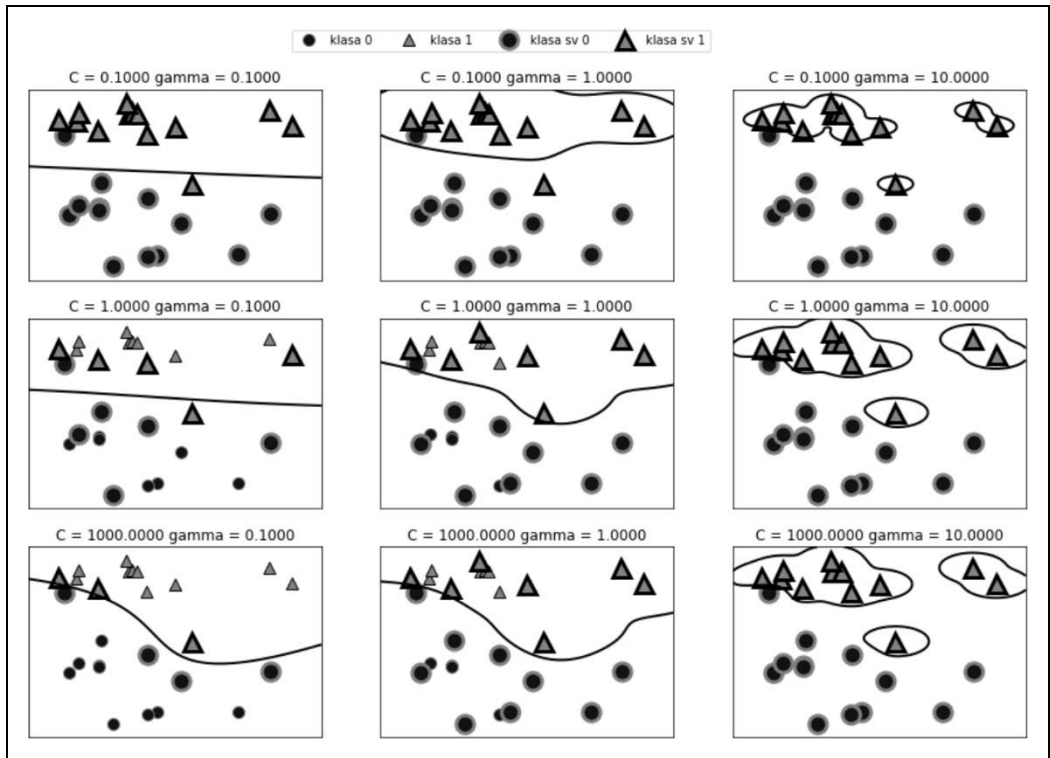 klasa 0 klasa 1 klasa sv 0 klasa sv 1
C = 0.1000 gamma = 0.1000
C = 0.1000 gamma = 1.0000
C = 0.1000 gamma = 10.0000
C = 1.0000 gamma = 0.1000
C = 1.0000 gamma = 1.0000
C = 1.0000 gamma = 10.0000
C = 1000.0000 gamma = 0.1000
C = 1000.0000 gamma = 1.0000
C = 1000.0000 gamma = 10.0000